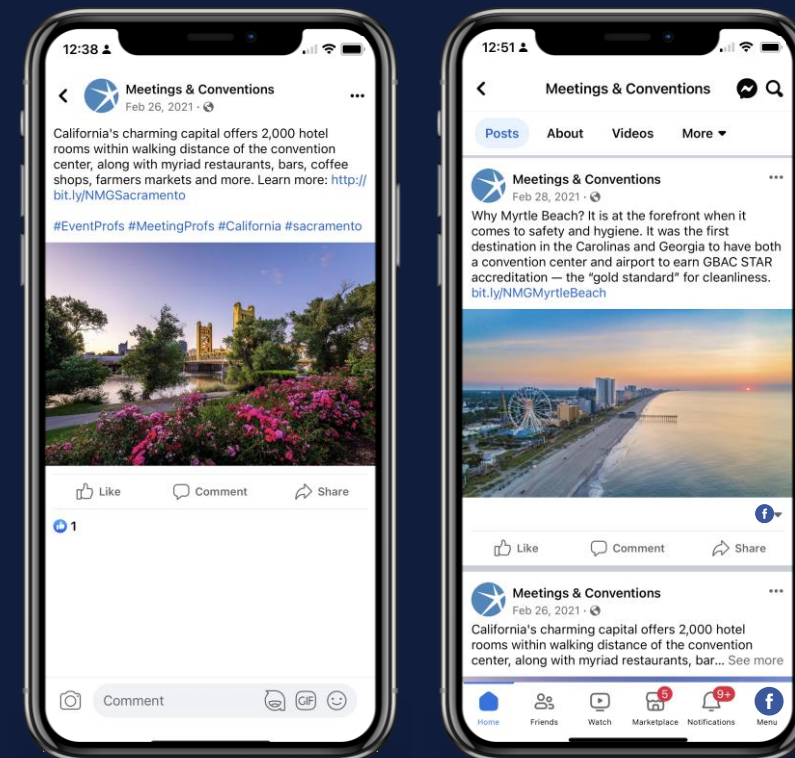 12:38
Meetings & Conventions
Feb 26, 2021 ·
California's charming capital offers 2,000 hotel
rooms within walking distance of the convention
center, along with myriad restaurants, bars, coffee
shops, farmers markets and more. Learn more: http://
bit.ly/NMGSacramento
#EventProfs #MeetingProfs #California #sacramento
Like Comment Share
1
Comment GIF
12:51
Meetings & Conventions
Posts About Videos More
Meetings & Conventions
Feb 28, 2021 ·
Why Myrtle Beach? It is at the forefront when it
comes to safety and hygiene. It was the first
destination in the Carolinas and Georgia to have both
a convention center and airport to earn GBAC STAR
accreditation — the “gold standard” for cleanliness.
bit.ly/NMGMyrtleBeach
Like Comment Share
Meetings & Conventions
Feb 26, 2021 ·
California's charming capital offers 2,000 hotel
rooms within walking distance of the convention
center, along with myriad restaurants, bar... See more
5 9+
Home Friends Watch Marketplace Notifications Menu